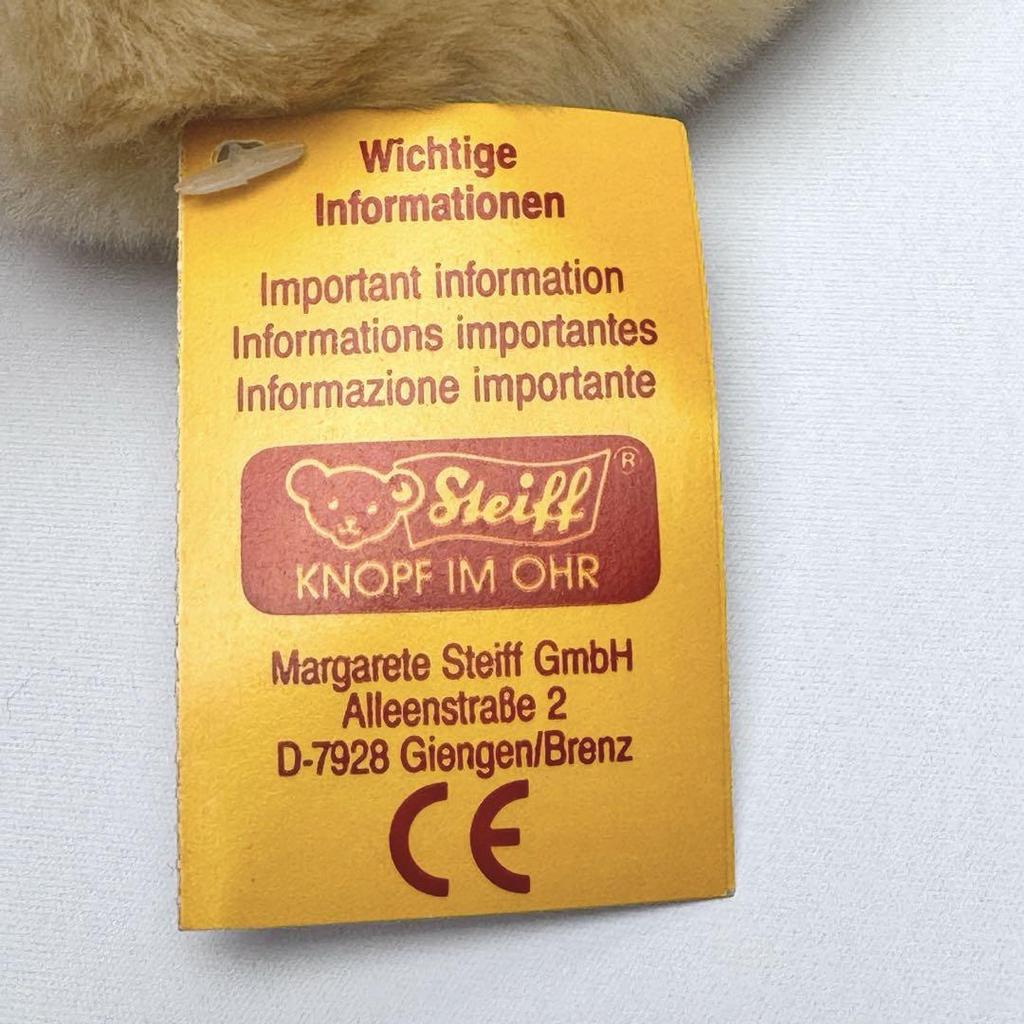 Wichtige
Informationen
Important information
Informations importantes
Informazione importante
Steiff ®
KNOPF IM OHR
Margarete Steiff GmbH
Alleenstraße 2
D-7928 Giengen/Brenz
CE